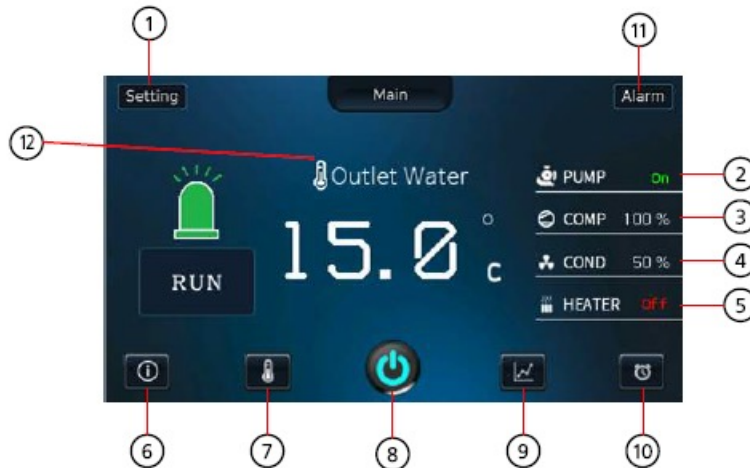 1
11
Setting
Main
Alarm
12
Outlet Water
PUMP On
2
COMP 100 %
3
15.0 °c
COND 50 %
4
RUN
HEATER Off
5
6
7
8
9
10